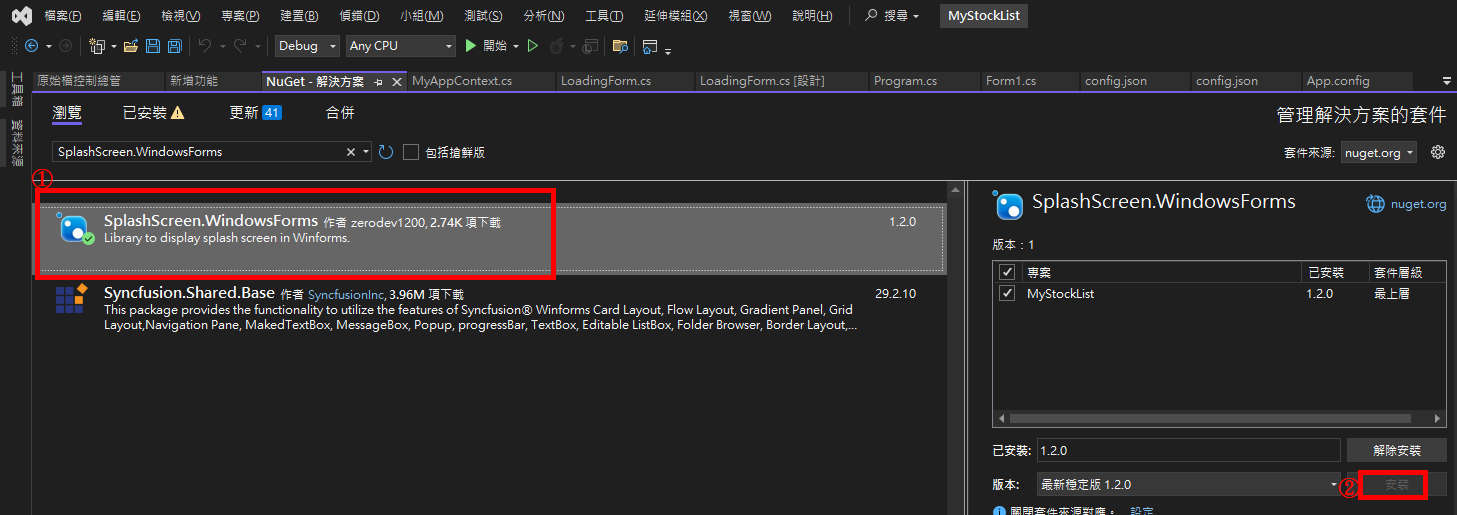 檔案(F) 編輯(E) 檢視(V) 專案(P) 建置(B) 偵錯(D) 小組(M) 測試(S) 分析(N) 工具(T) 延伸模組(X) 視窗(W) 說明(H) 搜尋 MyStockList
Debug Any CPU 開始
工具箱
資料來源
原始檔控制總管 新增功能 NuGet - 解決方案 MyAppContext.cs LoadingForm.cs LoadingForm.cs [設計] Program.cs Form1.cs config.json config.json App.config
瀏覽 已安裝 更新 41 合併
管理解決方案的套件
SplashScreen.WindowsForms 包括搶鮮版
套件來源: nuget.org
①
SplashScreen.WindowsForms 作者 zerodev1200, 2.74K 項下載 1.2.0
Library to display splash screen in Winforms.
Syncfusion.Shared.Base 作者 SyncfusionInc, 3.96M 項下載 29.2.10
This package provides the functionality to utilize the features of Syncfusion® Winforms Card Layout, Flow Layout, Gradient Panel, Grid
Layout,Navigation Pane, MakedTextBox, MessageBox, Popup, progressBar, TextBox, Editable ListBox, Folder Browser, Border Layout,...
SplashScreen.WindowsForms nuget.org
版本：1
專案 已安裝 套件層級
MyStockList 1.2.0 最上層
已安裝: 1.2.0 解除安裝
版本: 最新穩定版 1.2.0 ② 安裝
關閉套件來源對應。 設定